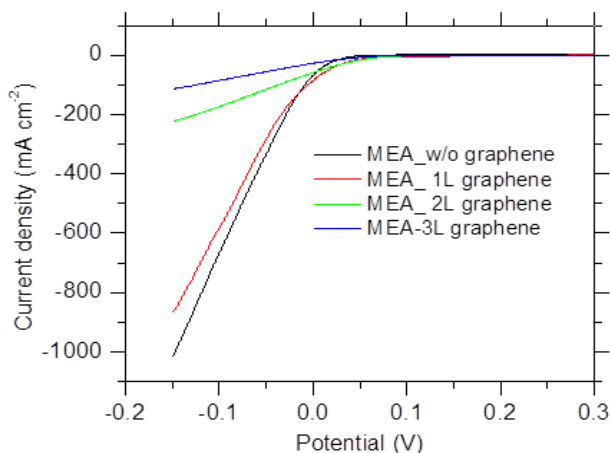 0
-200
-400
-600
-800
-1000
Current density (mA cm-2)
MEA_w/o graphene
MEA_ 1L graphene
MEA_ 2L graphene
MEA-3L graphene
-0.2
-0.1
0.0
0.1
0.2
0.3
Potential (V)